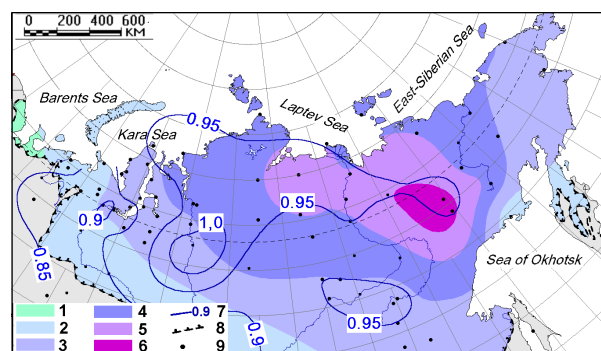 0 200 400 600
КМ
Barents Sea
Kara Sea
Laptev Sea
East-Siberian Sea
Sea of Okhotsk
0.95
0.95
0.9
1,0
0.85
0.95
0.9
1
2
3
4
5
6
0.9 7
8
9